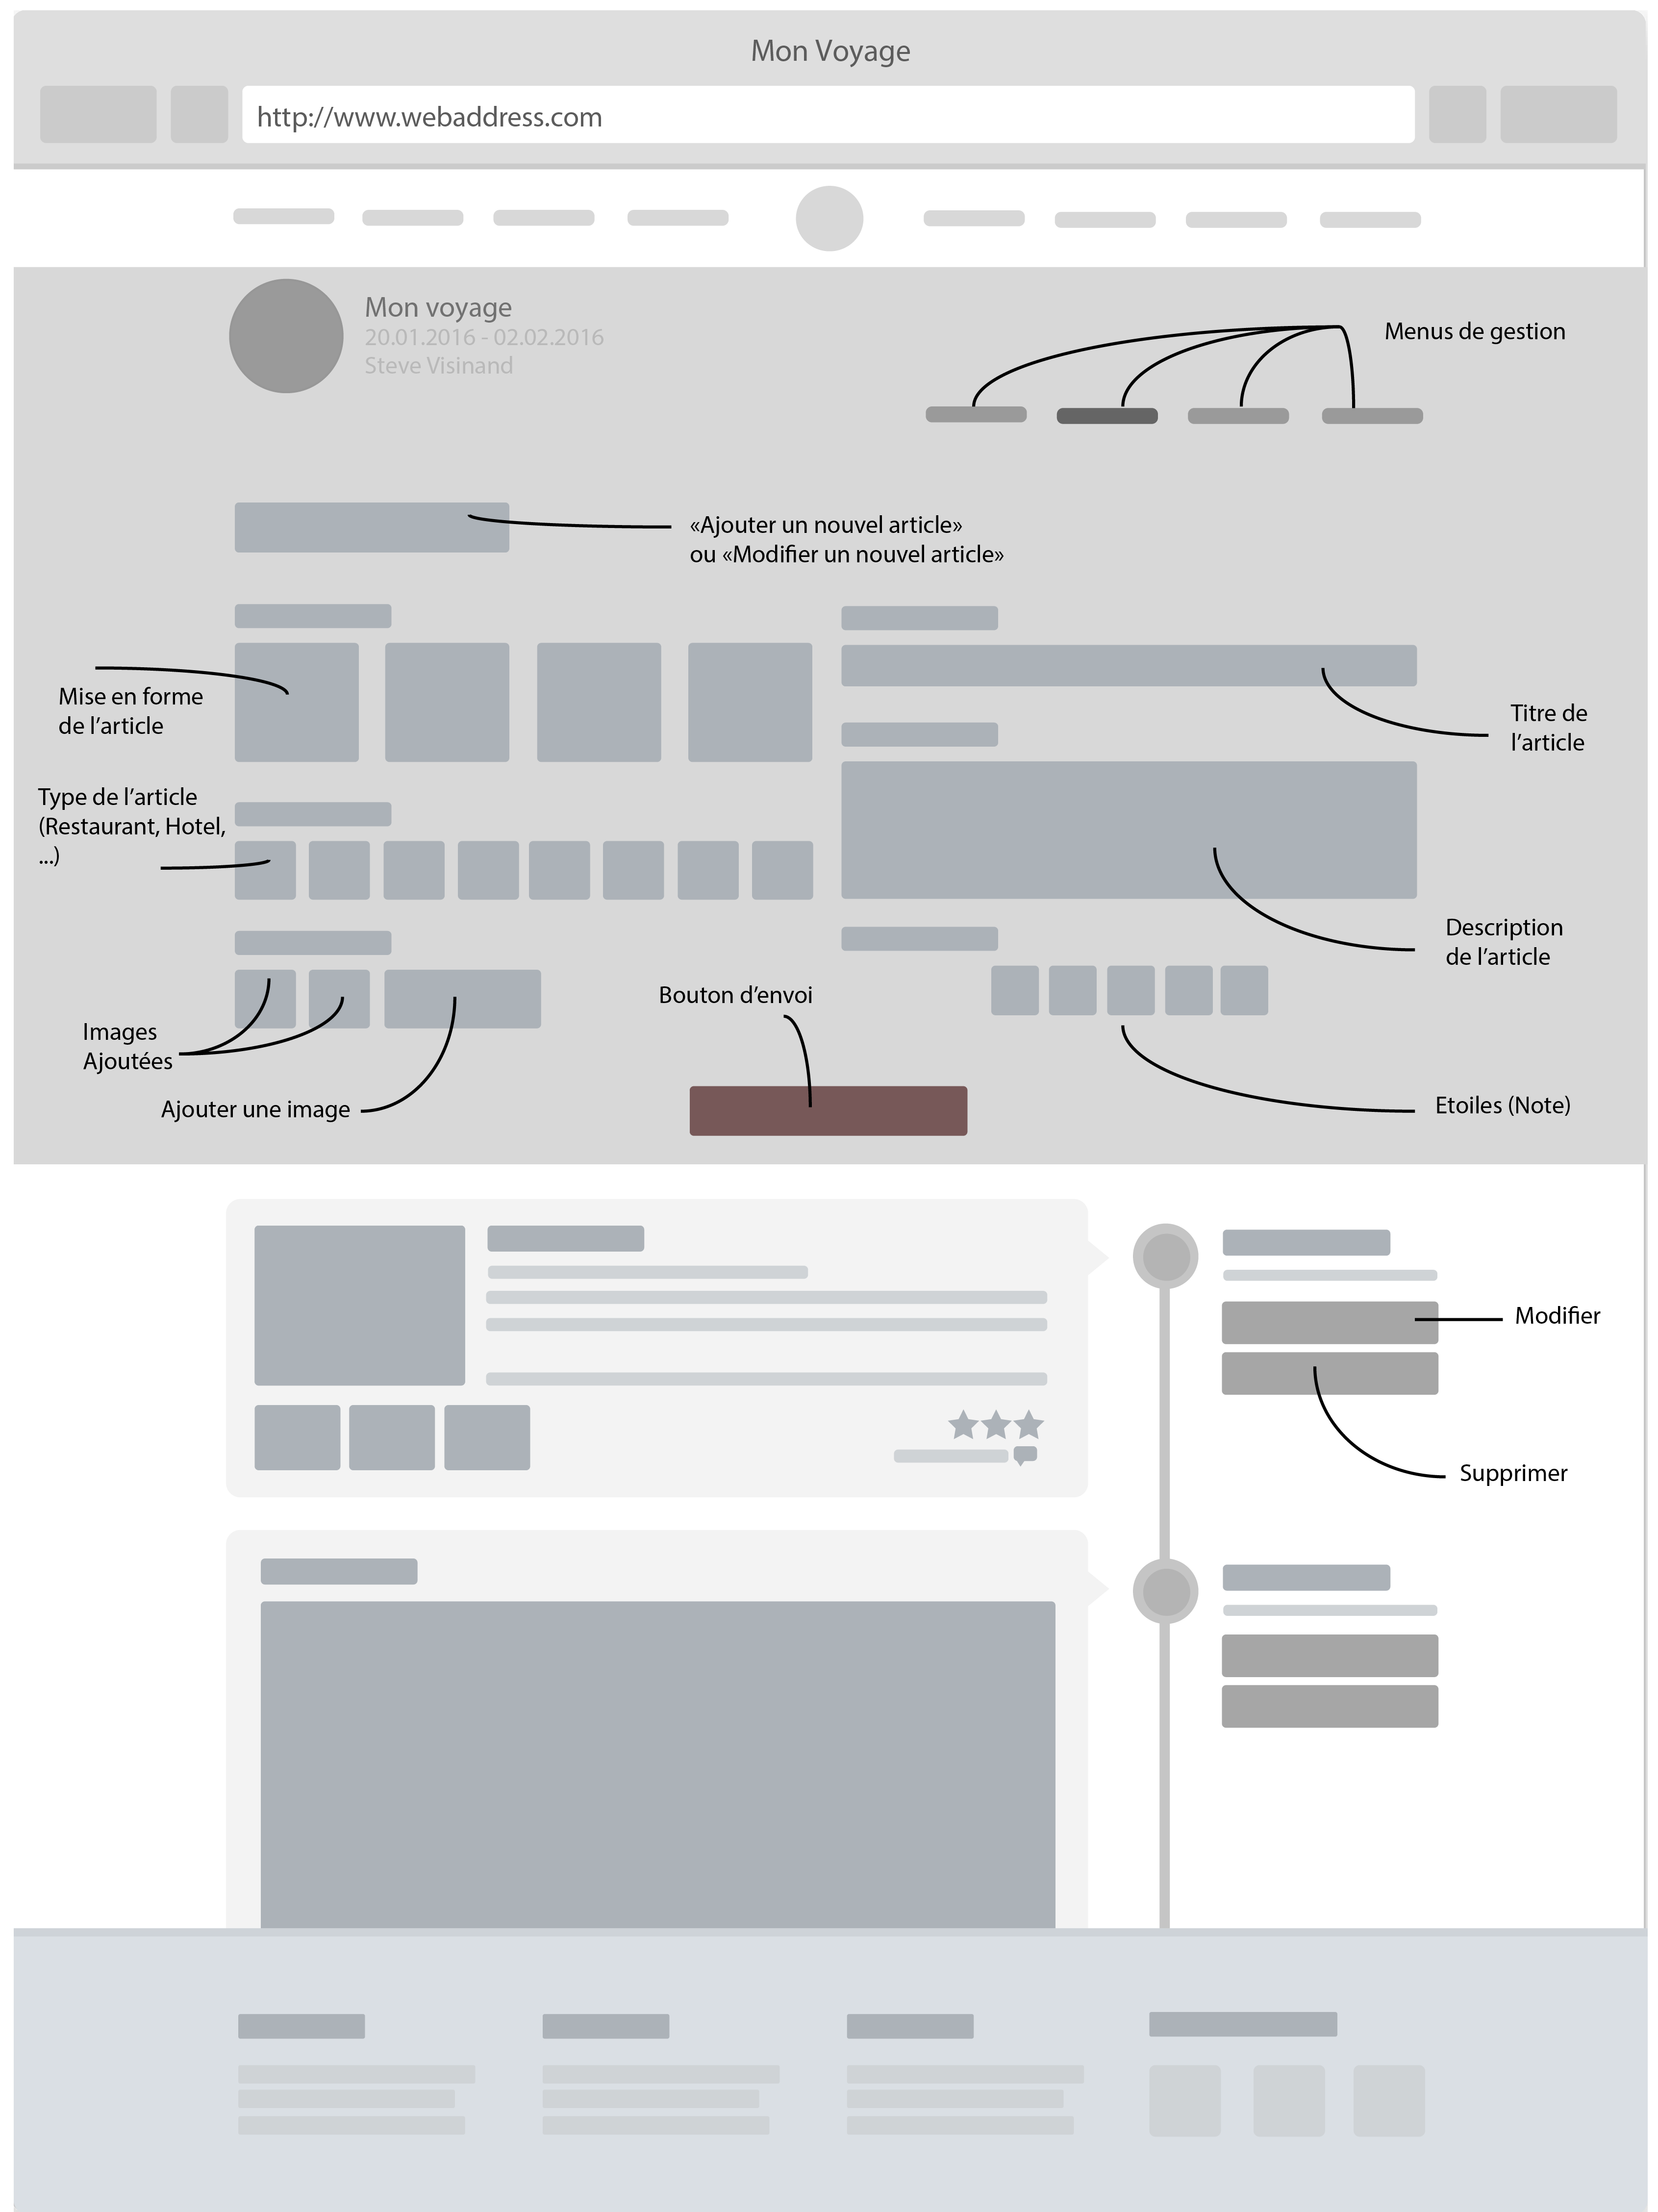 Mon Voyage
http://www.webaddress.com
Mon voyage
20.01.2016 - 02.02.2016
Steve Visinand
Menus de gestion
«Ajouter un nouvel article»
ou «Modifier un nouvel article»
Mise en forme
de l’article
Titre de
l’article
Type de l’article
(Restaurant, Hotel,
...)
Description
de l’article
Bouton d’envoi
Images
Ajoutées
Ajouter une image
Etoiles (Note)
Modifier
Supprimer